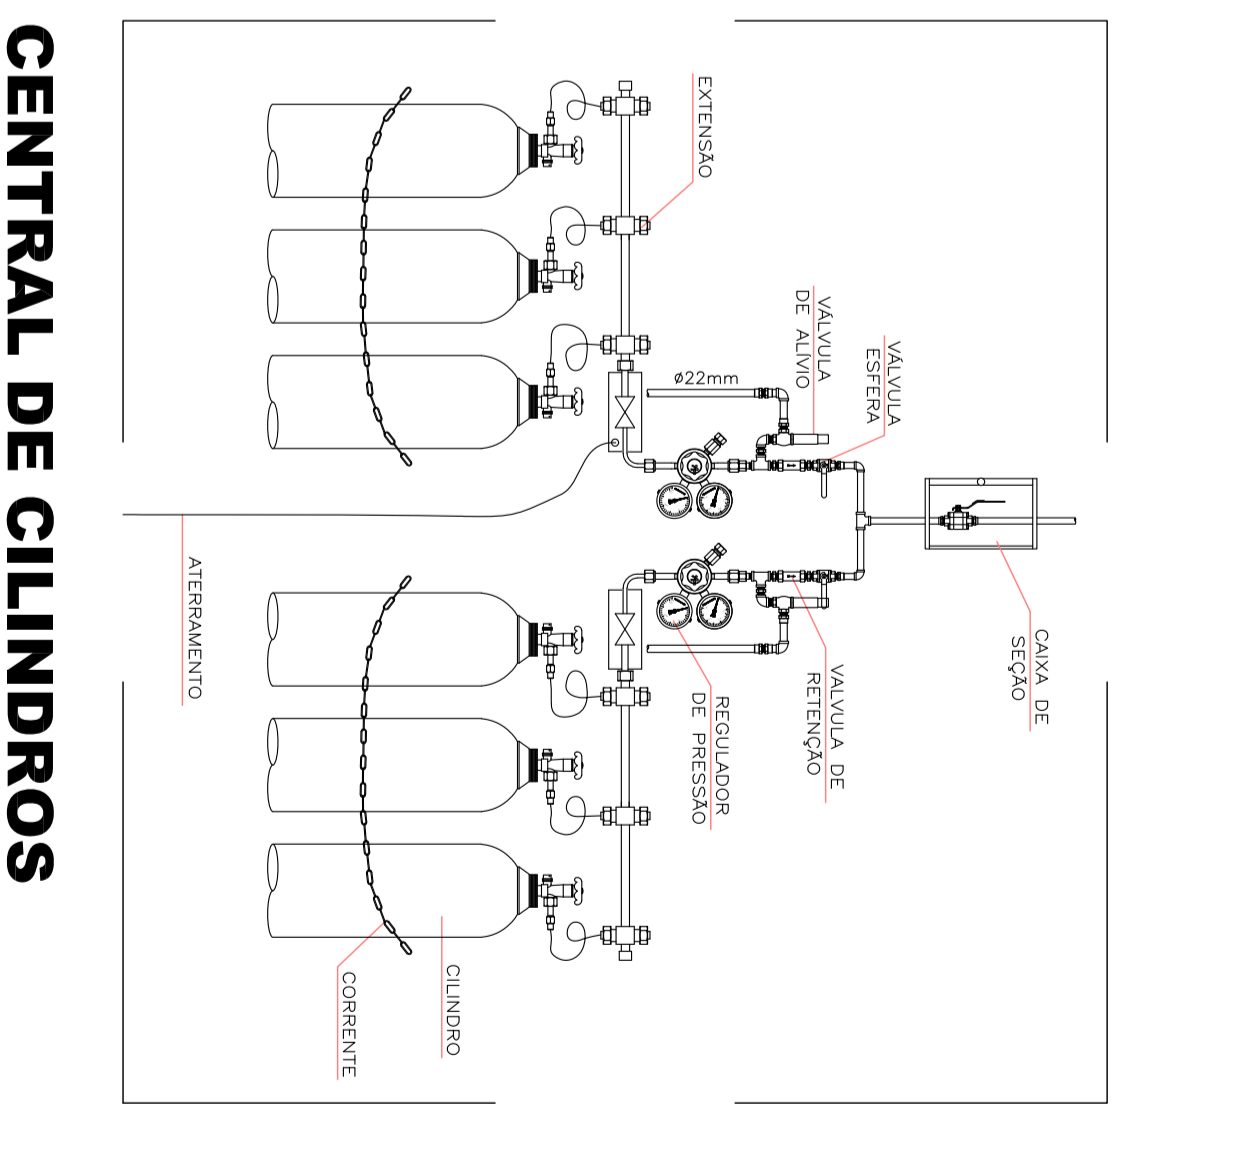 CENTRAL DE CILINDROS
EXTENSÃO
VÁLVULA
DE ALÍVIO
VÁLVULA
ESFERA
ø22mm
CAIXA DE
SEÇÃO
VALVULA DE
RETENÇÃO
REGULADOR
DE PRESSÃO
ATERRAMENTO
CILINDRO
CORRENTE